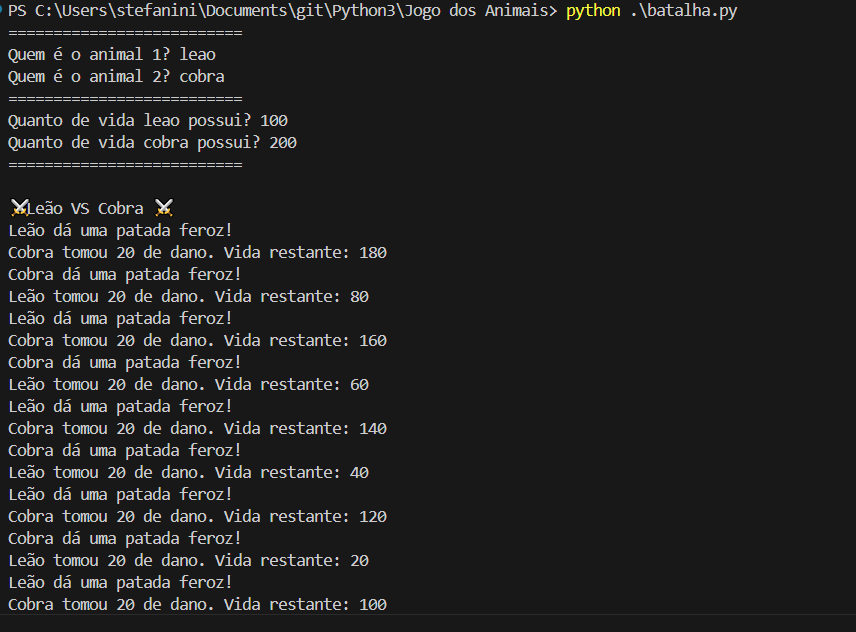 PS C:\Users\stefanini\Documents\git\Python3\Jogo dos Animais> python .\batalha.py
==========================
Quem é o animal 1? leao
Quem é o animal 2? cobra
==========================
Quanto de vida leao possui? 100
Quanto de vida cobra possui? 200
==========================
⚔️Leão VS Cobra ⚔️
Leão dá uma patada feroz!
Cobra tomou 20 de dano. Vida restante: 180
Cobra dá uma patada feroz!
Leão tomou 20 de dano. Vida restante: 80
Leão dá uma patada feroz!
Cobra tomou 20 de dano. Vida restante: 160
Cobra dá uma patada feroz!
Leão tomou 20 de dano. Vida restante: 60
Leão dá uma patada feroz!
Cobra tomou 20 de dano. Vida restante: 140
Cobra dá uma patada feroz!
Leão tomou 20 de dano. Vida restante: 40
Leão dá uma patada feroz!
Cobra tomou 20 de dano. Vida restante: 120
Cobra dá uma patada feroz!
Leão tomou 20 de dano. Vida restante: 20
Leão dá uma patada feroz!
Cobra tomou 20 de dano. Vida restante: 100